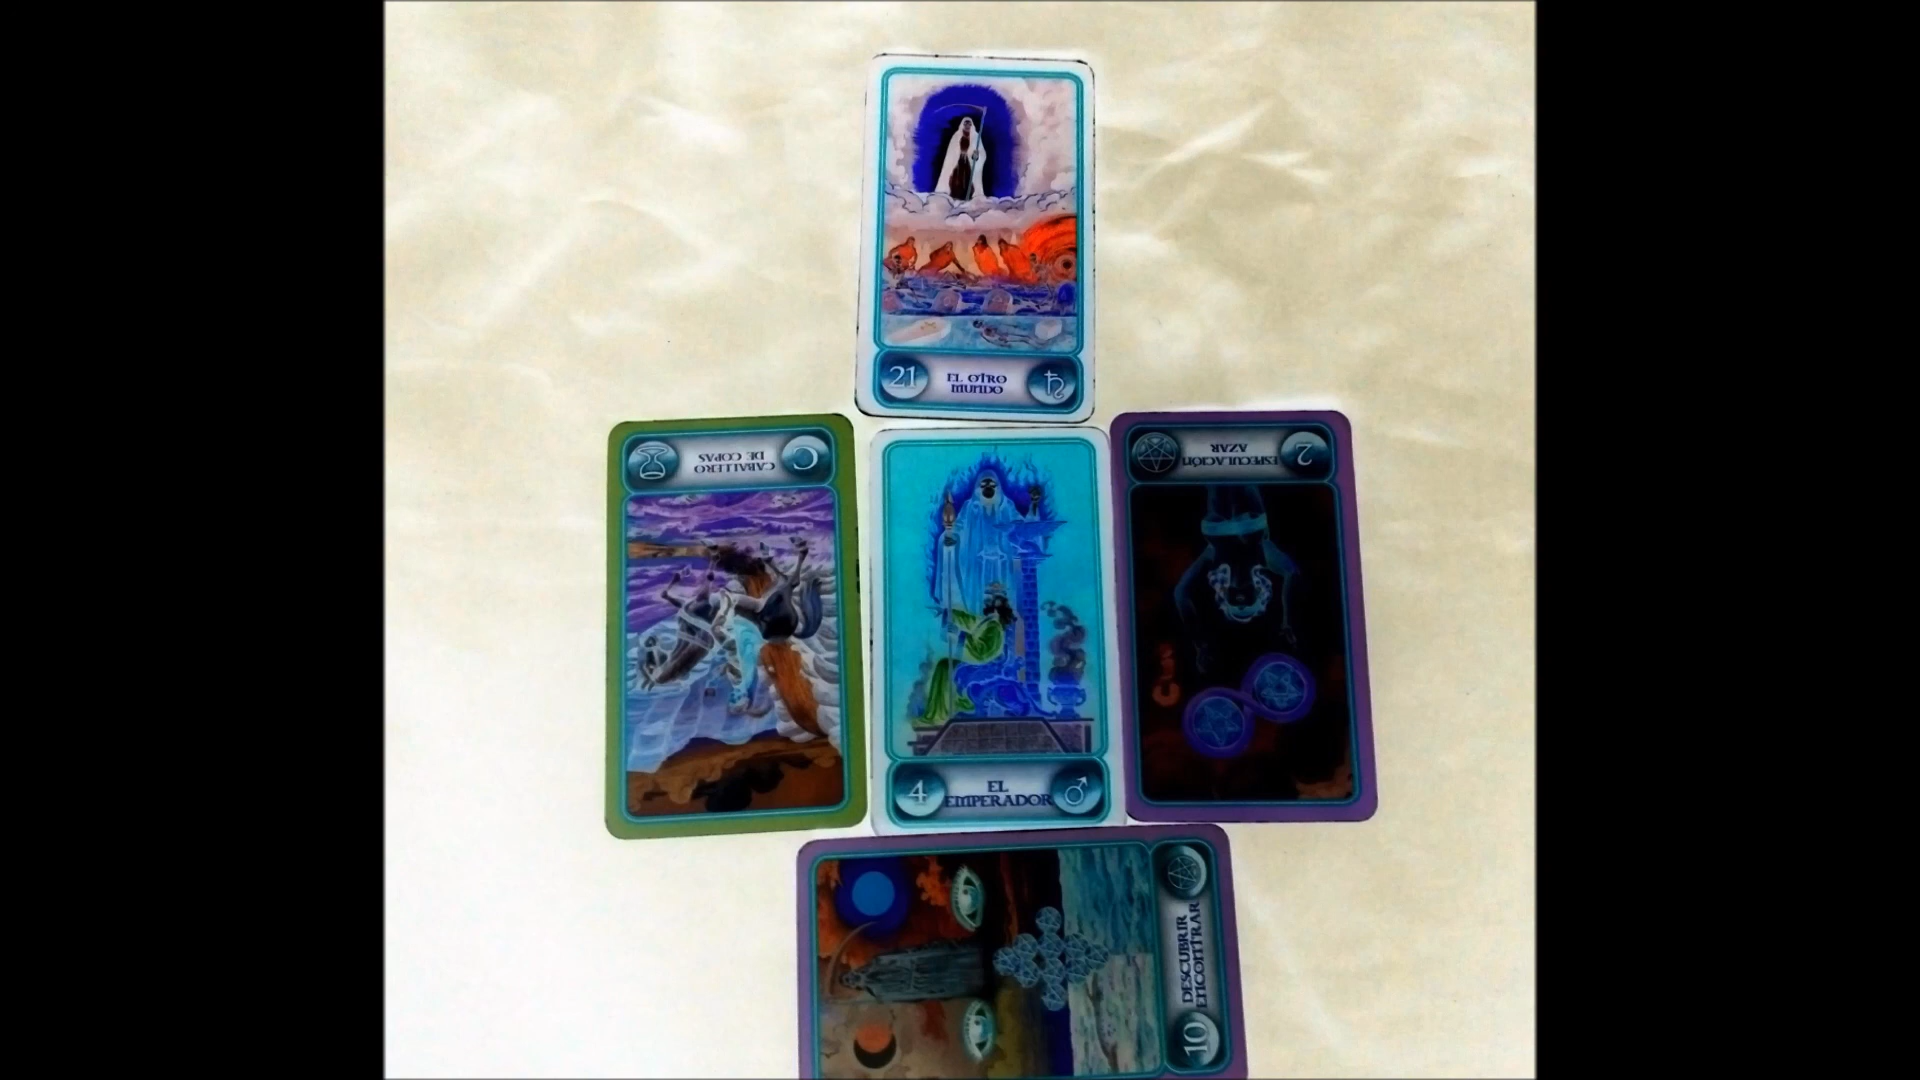 21
EL OTRO
MUNDO
CABALLERO
DE COPAS
C
4
EL
EMPERADOR
2
ESPECULACIÓN
AZAR
DESCUBRIR
ENCONTRAR
10